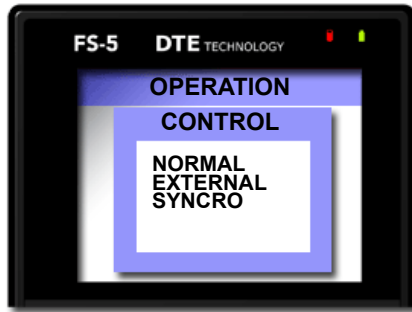 FS-5 DTE TECHNOLOGY
OPERATION
CONTROL
NORMAL
EXTERNAL
SYNCRO